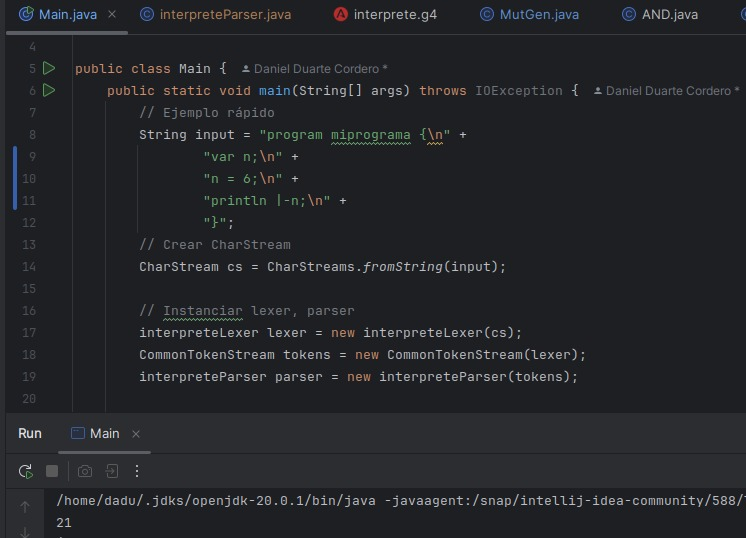 Main.java × interpreteParser.java interprete.g4 MutGen.java AND.java
4
5 public class Main { Daniel Duarte Cordero *
6 public static void main(String[] args) throws IOException { Daniel Duarte Cordero *
7 // Ejemplo rápido
8 String input = "program miprograma {\n" +
9 "var n;\n" +
10 "n = 6;\n" +
11 "println |-n;\n" +
12 "}";
13 // Crear CharStream
14 CharStream cs = CharStreams.fromString(input);
15
16 // Instanciar lexer, parser
17 interpreteLexer lexer = new interpreteLexer(cs);
18 CommonTokenStream tokens = new CommonTokenStream(lexer);
19 interpreteParser parser = new interpreteParser(tokens);
20
Run Main ×
/home/dadu/.jdks/openjdk-20.0.1/bin/java -javaagent:/snap/intellij-idea-community/588/
21